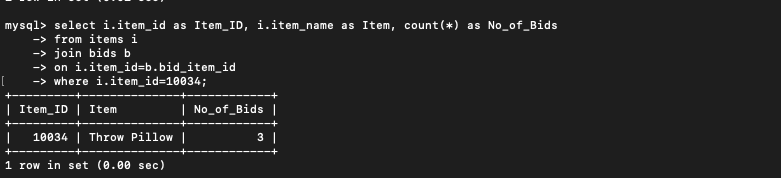 mysql> select i.item_id as Item_ID, i.item_name as Item, count(*) as No_of_Bids
    -> from items i
    -> join bids b
    -> on i.item_id=b.bid_item_id
[    -> where i.item_id=10034;
+---------+--------------+------------+
| Item_ID | Item         | No_of_Bids |
+---------+--------------+------------+
|   10034 | Throw Pillow |          3 |
+---------+--------------+------------+
1 row in set (0.00 sec)